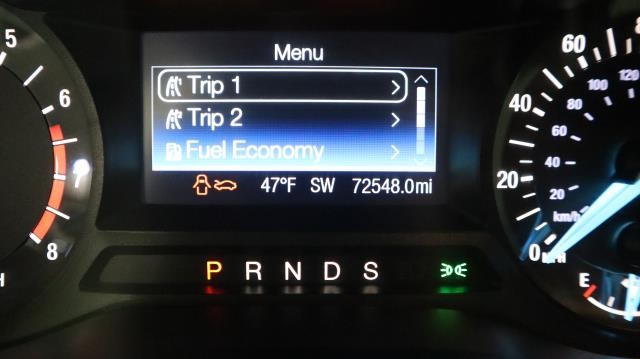 Menu
Trip 1
Trip 2
Fuel Economy
47°F SW 72548.0mi
P R N D S
5
6
7
8
H
60
40
20
0
MPH
120
100
80
60
40
20
km/h
E